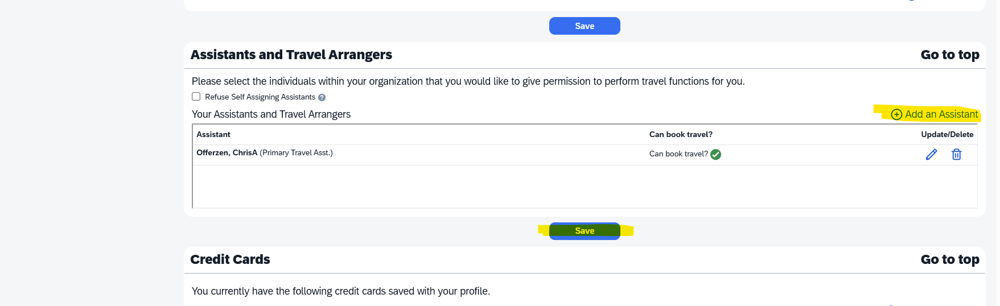 Save
Assistants and Travel Arrangers Go to top
Please select the individuals within your organization that you would like to give permission to perform travel functions for you.
Refuse Self Assigning Assistants ?
Your Assistants and Travel Arrangers Add an Assistant
Assistant Can book travel? Update/Delete
Offerzen, ChrisA (Primary Travel Asst.) Can book travel?
Save
Credit Cards Go to top
You currently have the following credit cards saved with your profile.